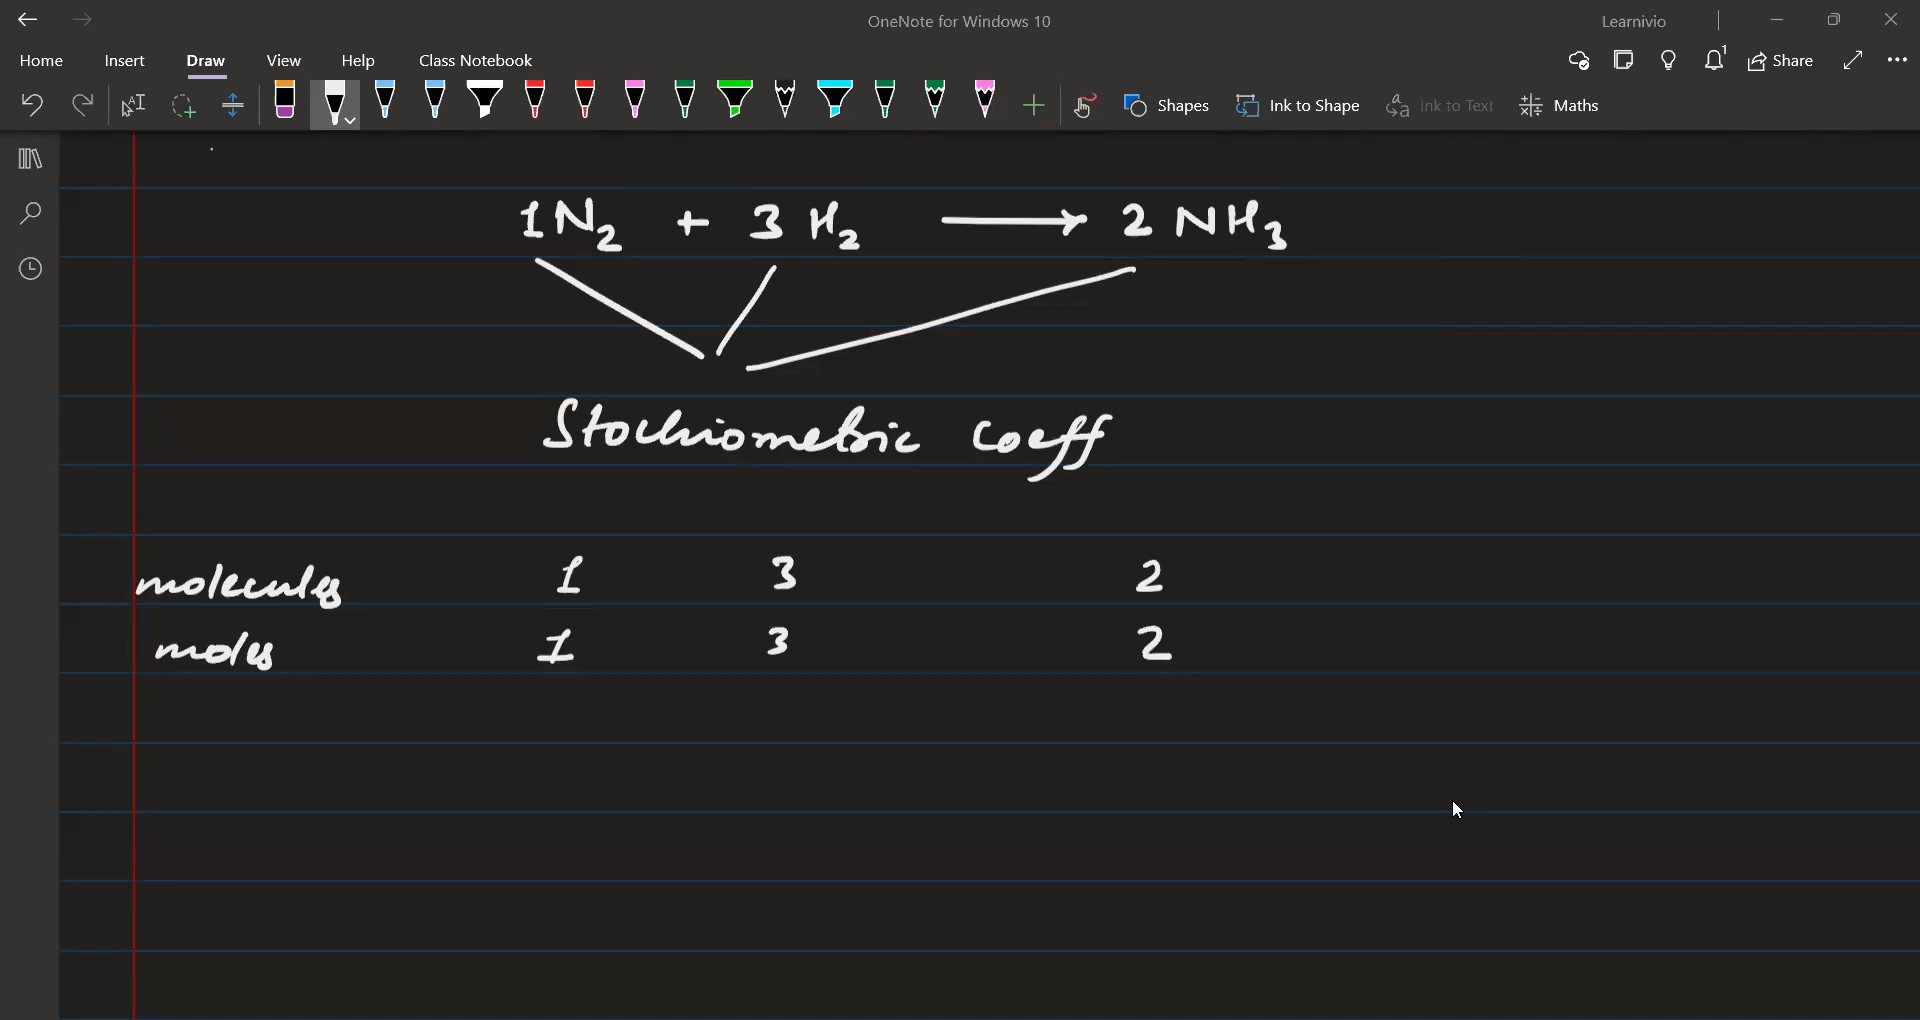 OneNote for Windows 10
Learnivio
Home Insert Draw View Help Class Notebook
1 Share
Shapes Ink to Shape Ink to Text Maths
1N₂ + 3 H₂ ⟶ 2 NH₃
Stochiometric coeff
molecules 1 3 2
moles 1 3 2